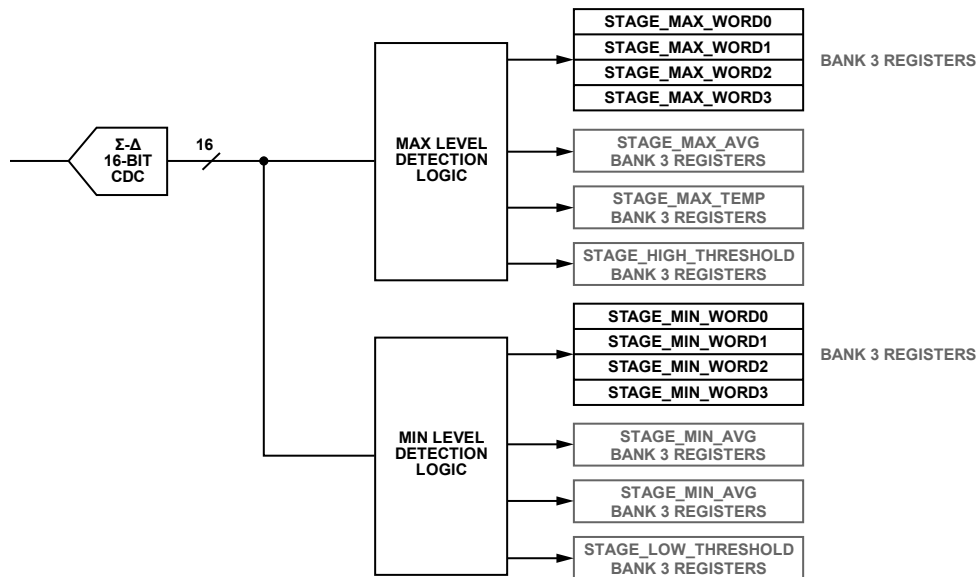 Σ-Δ
16-BIT
CDC
16
MAX LEVEL
DETECTION
LOGIC
STAGE_MAX_WORD0
STAGE_MAX_WORD1
STAGE_MAX_WORD2
STAGE_MAX_WORD3
BANK 3 REGISTERS
STAGE_MAX_AVG
BANK 3 REGISTERS
STAGE_MAX_TEMP
BANK 3 REGISTERS
STAGE_HIGH_THRESHOLD
BANK 3 REGISTERS
MIN LEVEL
DETECTION
LOGIC
STAGE_MIN_WORD0
STAGE_MIN_WORD1
STAGE_MIN_WORD2
STAGE_MIN_WORD3
BANK 3 REGISTERS
STAGE_MIN_AVG
BANK 3 REGISTERS
STAGE_MIN_AVG
BANK 3 REGISTERS
STAGE_LOW_THRESHOLD
BANK 3 REGISTERS